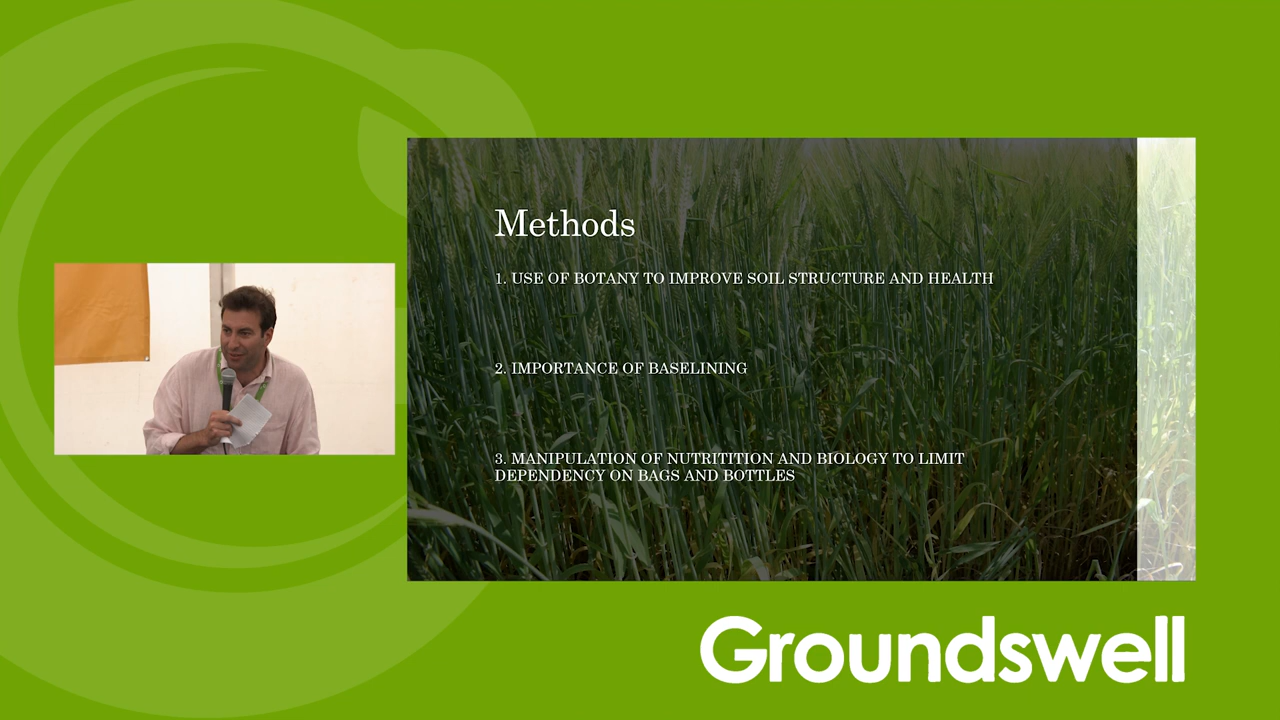 Methods
1. USE OF BOTANY TO IMPROVE SOIL STRUCTURE AND HEALTH
2. IMPORTANCE OF BASELINING
3. MANIPULATION OF NUTRITITION AND BIOLOGY TO LIMIT
DEPENDENCY ON BAGS AND BOTTLES
Groundswell